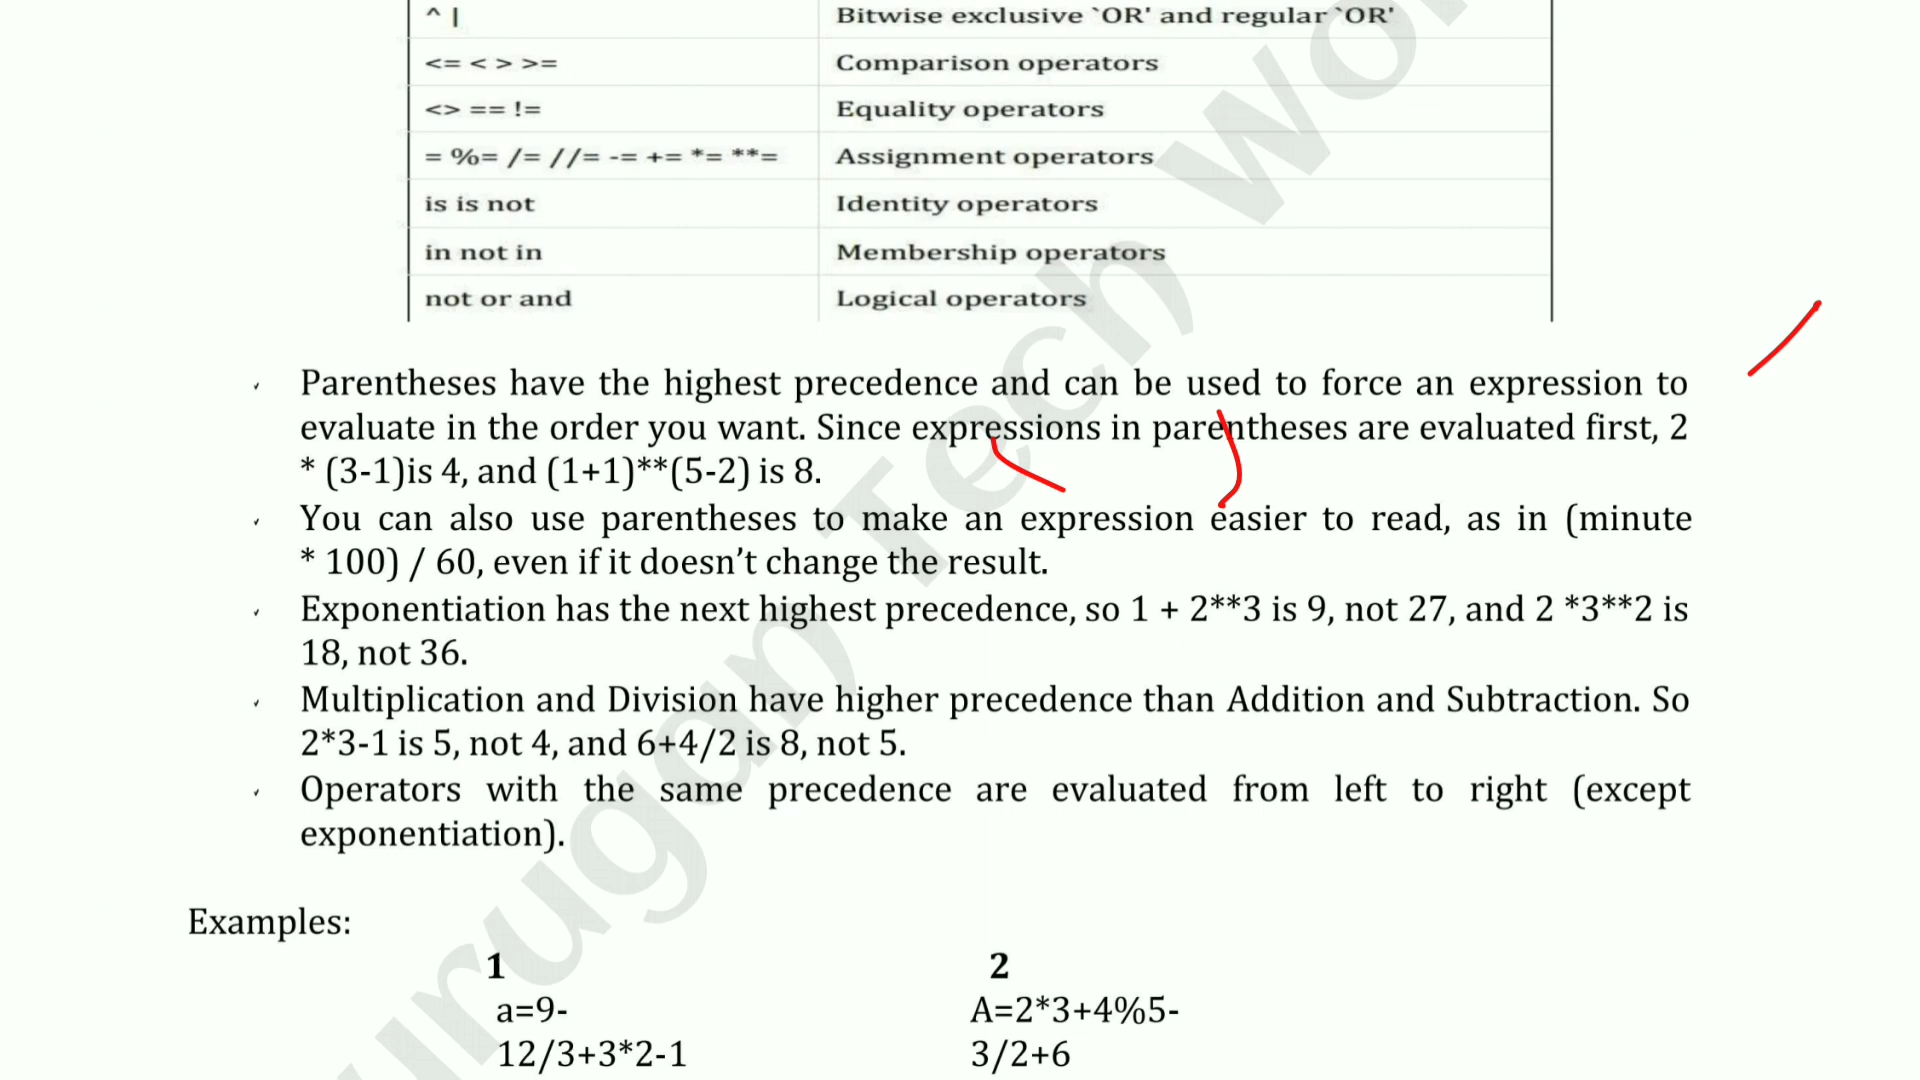 ^ | Bitwise exclusive `OR' and regular `OR'
<= < > >= Comparison operators
<> == != Equality operators
= %= /= //= -= += *= **= Assignment operators
is is not Identity operators
in not in Membership operators
not or and Logical operators
✓ Parentheses have the highest precedence and can be used to force an expression to
evaluate in the order you want. Since expressions in parentheses are evaluated first, 2
* (3-1)is 4, and (1+1)**(5-2) is 8.
✓ You can also use parentheses to make an expression easier to read, as in (minute
* 100) / 60, even if it doesn’t change the result.
✓ Exponentiation has the next highest precedence, so 1 + 2**3 is 9, not 27, and 2 *3**2 is
18, not 36.
✓ Multiplication and Division have higher precedence than Addition and Subtraction. So
2*3-1 is 5, not 4, and 6+4/2 is 8, not 5.
✓ Operators with the same precedence are evaluated from left to right (except
exponentiation).
Examples:
1 2
a=9- A=2*3+4%5-
12/3+3*2-1 3/2+6
Tech